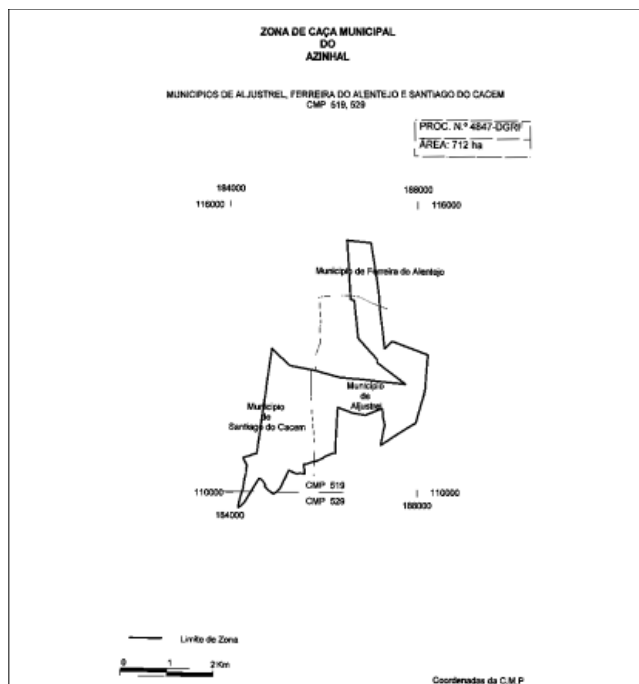 ZONA DE CAÇA MUNICIPAL
DO
AZINHAL
MUNICIPIOS DE ALJUSTREL, FERREIRA DO ALENTEJO E SANTIAGO DO CACEM
CMP 519, 529
PROC. N.º 4847-DGRF
ÁREA: 712 ha
184000
188000
116000
116000
Município de Ferreira do Alentejo
Município
de
Aljustrel
Município
de
Santiago do Cacem
CMP 519
110000
110000
CMP 529
184000
188000
Limite de Zona
0 1 2 Km
Coordenadas da C.M.P